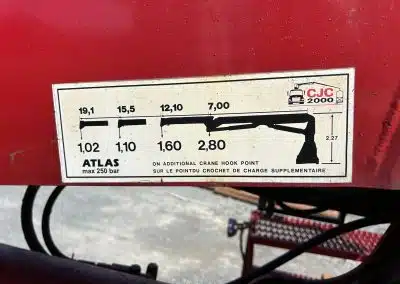 CJC
2000
19,1 15,5 12,10 7,00
2.27
1,02 1,10 1,60 2,80
ATLAS
max 250 bar
ON ADDITIONAL CRANE HOOK POINT
SUR LE POINTDU CROCHET DE CHARGE SUPPLEMENTAIRE